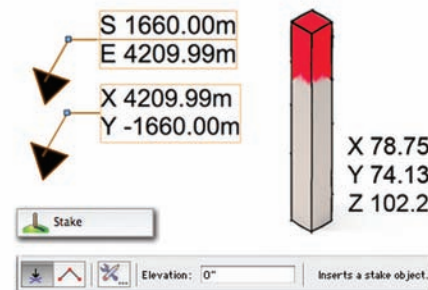 S 1660.00m
E 4209.99m
X 4209.99m
Y -1660.00m
X 78.75
Y 74.13
Z 102.2
Stake
Elevation: 0"
Inserts a stake object.